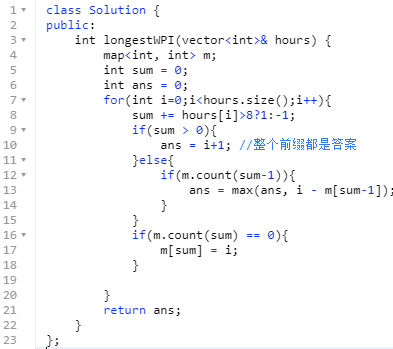 1 class Solution {
2 public:
3     int longestWPI(vector<int>& hours) {
4         map<int, int> m;
5         int sum = 0;
6         int ans = 0;
7         for(int i=0;i<hours.size();i++){
8             sum += hours[i]>8?1:-1;
9             if(sum > 0){
10                 ans = i+1; //整个前缀都是答案
11             }else{
12                 if(m.count(sum-1)){
13                     ans = max(ans, i - m[sum-1]);
14                 }
15             }
16             if(m.count(sum) == 0){
17                 m[sum] = i;
18             }
19
20         }
21         return ans;
22     }
23 };